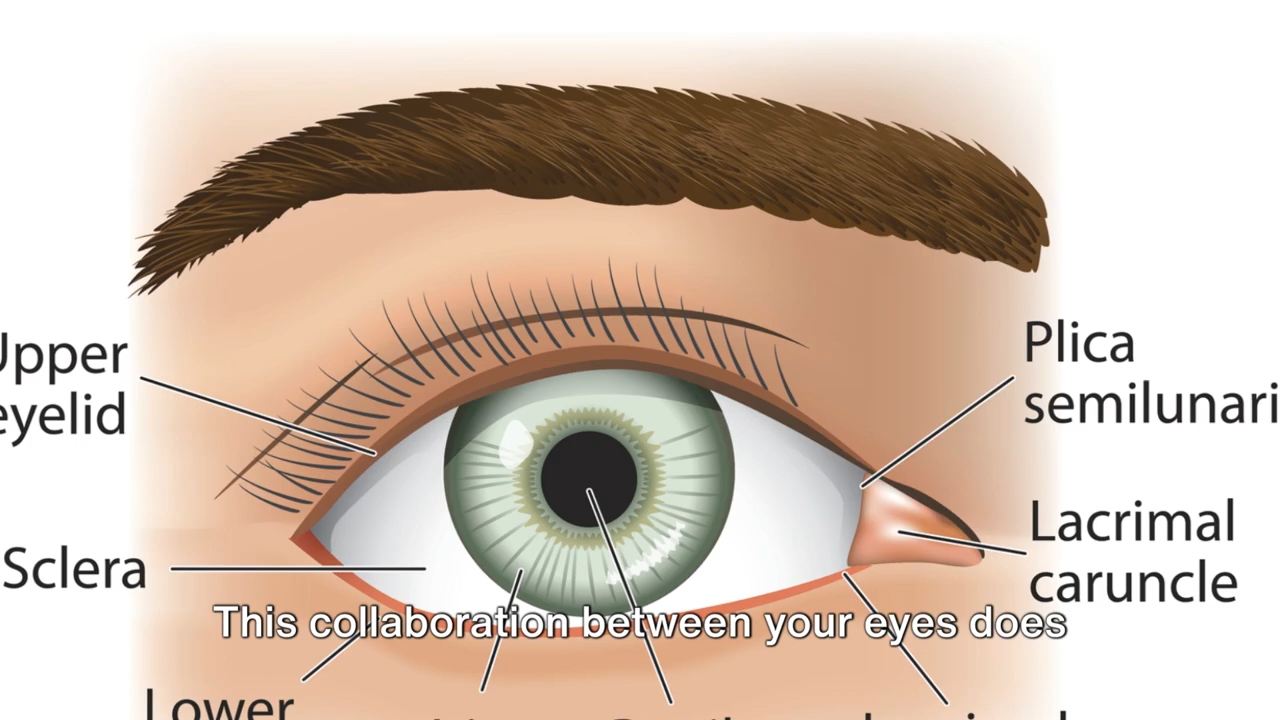 Upper
eyelid
Plica
semilunari
Sclera
Lacrimal
caruncle
This collaboration between your eyes does
Lower